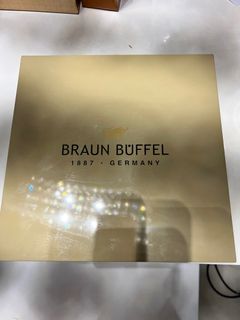 BRAUN BÜFFEL
1887 · GERMANY